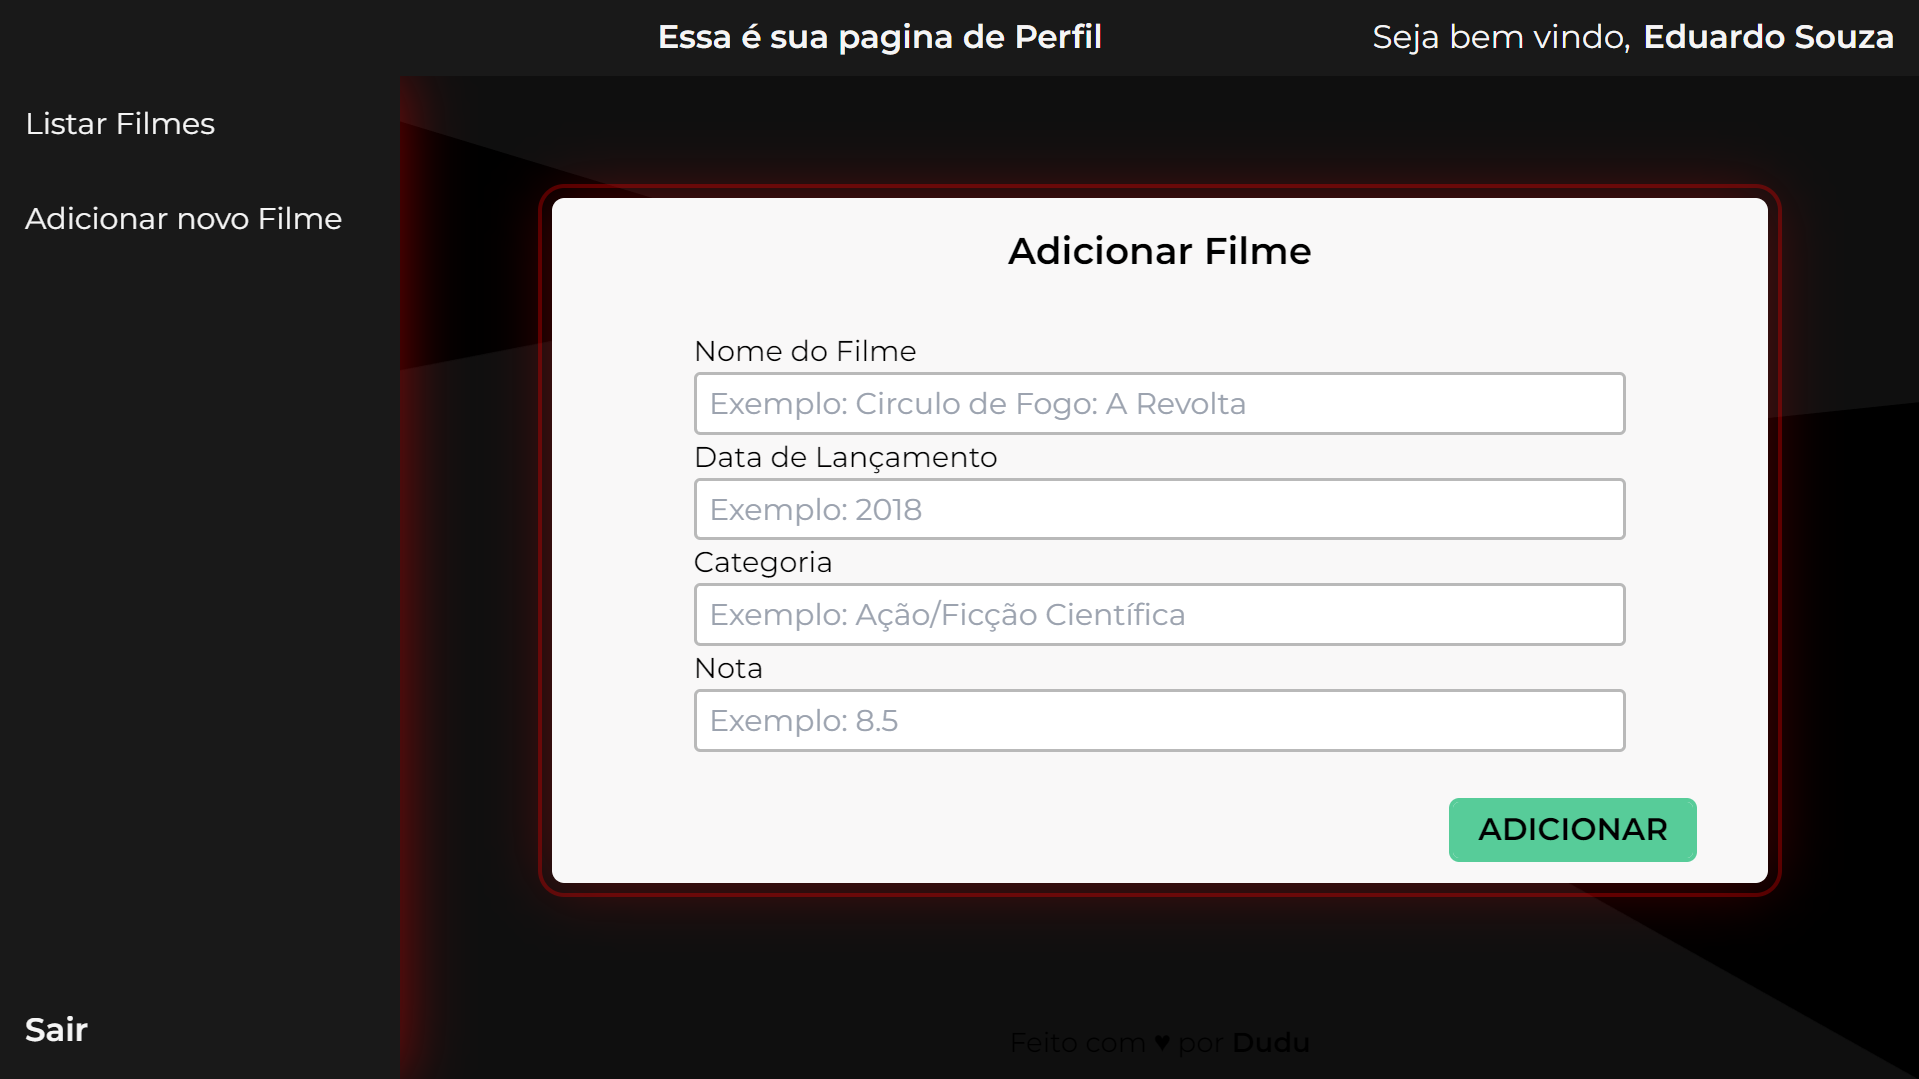 Essa é sua pagina de Perfil
Seja bem vindo, Eduardo Souza
Listar Filmes
Adicionar novo Filme
Sair
Adicionar Filme
Nome do Filme
Exemplo: Circulo de Fogo: A Revolta
Data de Lançamento
Exemplo: 2018
Categoria
Exemplo: Ação/Ficção Científica
Nota
Exemplo: 8.5
ADICIONAR
Feito com ♥ por Dudu